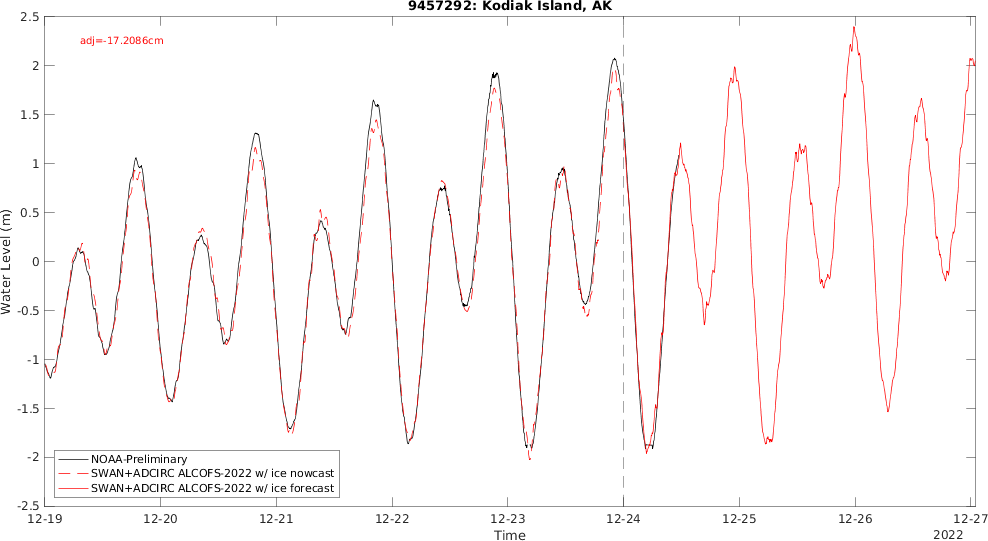 9457292: Kodiak Island, AK
adj=-17.2086cm
2.5
2
1.5
1
0.5
0
-0.5
-1
-1.5
-2
-2.5
Water Level (m)
NOAA-Preliminary
SWAN+ADCIRC ALCOFS-2022 w/ ice nowcast
SWAN+ADCIRC ALCOFS-2022 w/ ice forecast
12-19 12-20 12-21 12-22 12-23 12-24 12-25 12-26 12-27
Time
2022